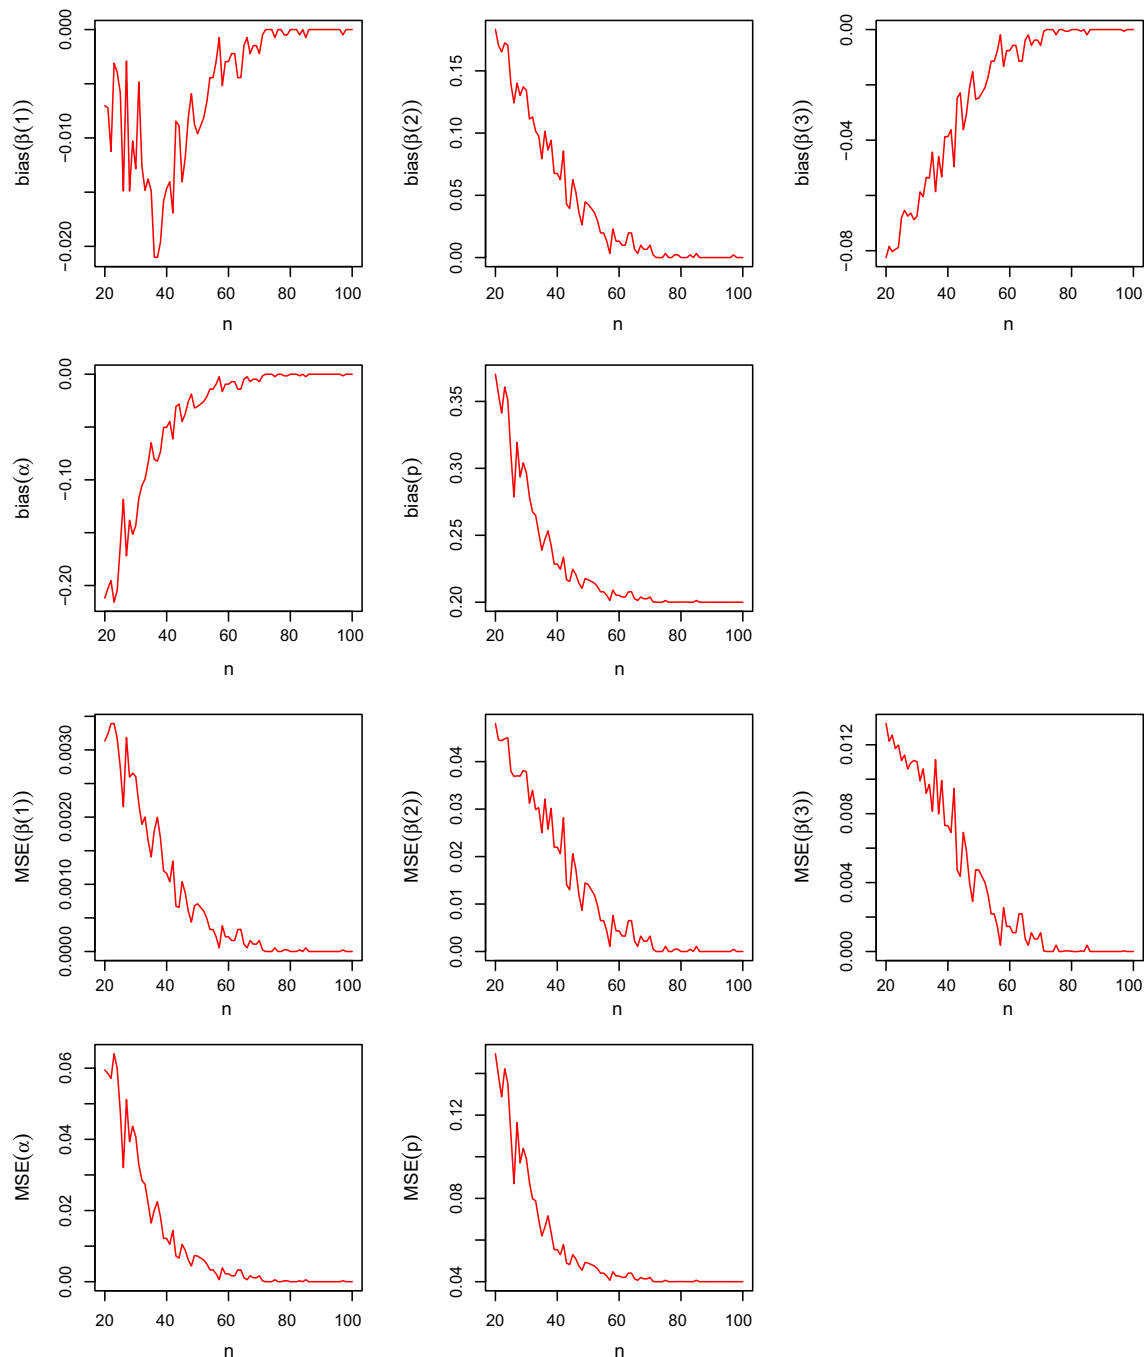 bias(β(1))
−0.020 −0.010 0.000
20 40 60 80 100
n
bias(β(2))
0.00 0.05 0.10 0.15
20 40 60 80 100
n
bias(β(3))
−0.08 −0.04 0.00
20 40 60 80 100
n
bias(α)
−0.20 −0.10 0.00
20 40 60 80 100
n
bias(p)
0.20 0.25 0.30 0.35
20 40 60 80 100
n
MSE(β(1))
0.0000 0.0010 0.0020 0.0030
20 40 60 80 100
n
MSE(β(2))
0.00 0.01 0.02 0.03 0.04
20 40 60 80 100
n
MSE(β(3))
0.000 0.004 0.008 0.012
20 40 60 80 100
n
MSE(α)
0.00 0.02 0.04 0.06
20 40 60 80 100
n
MSE(p)
0.04 0.08 0.12
20 40 60 80 100
n